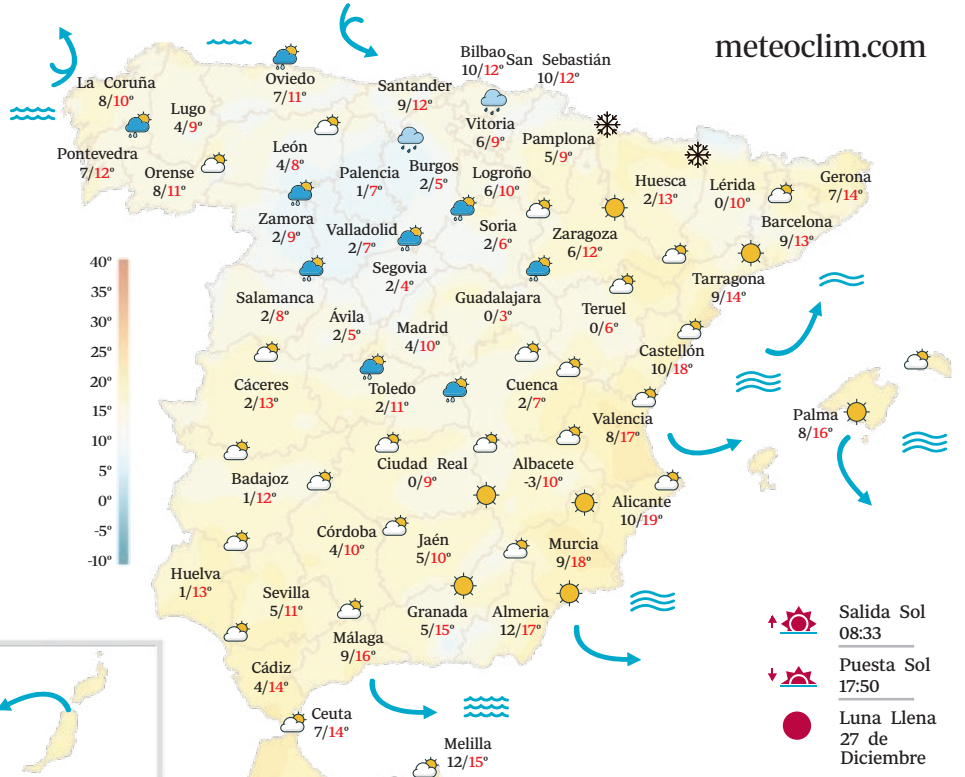 meteoclim.com
La Coruña
8/10°
Lugo
4/9°
Oviedo
7/11°
Santander
9/12°
Bilbao
10/12°
San Sebastián
10/12°
Vitoria
6/9°
Pamplona
5/9°
Pontevedra
7/12°
Orense
8/11°
León
4/8°
Palencia
1/7°
Burgos
2/5°
Logroño
6/10°
Huesca
2/13°
Lérida
0/10°
Gerona
7/14°
Barcelona
9/13°
Zamora
2/9°
Valladolid
2/7°
Soria
2/6°
Zaragoza
6/12°
Segovia
2/4°
Tarragona
9/14°
Salamanca
2/8°
Ávila
2/5°
Madrid
4/10°
Guadalajara
0/3°
Teruel
0/6°
Castellón
10/18°
Cáceres
2/13°
Toledo
2/11°
Cuenca
2/7°
Valencia
8/17°
Palma
8/16°
Badajoz
1/12°
Ciudad Real
0/9°
Albacete
-3/10°
Alicante
10/19°
Córdoba
4/10°
Jaén
5/10°
Murcia
9/18°
Huelva
1/13°
Sevilla
5/11°
Granada
5/15°
Almeria
12/17°
Málaga
9/16°
Cádiz
4/14°
Ceuta
7/14°
Melilla
12/15°
40°
35°
30°
25°
20°
15°
10°
5°
0°
-5°
-10°
Salida Sol
08:33
Puesta Sol
17:50
Luna Llena
27 de
Diciembre